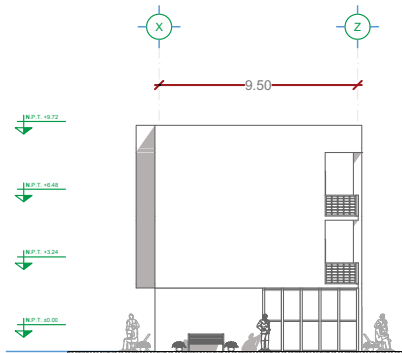 X Z
9.50
N.P.T. +9.72
N.P.T. +6.48
N.P.T. +3.24
N.P.T. ±0.00